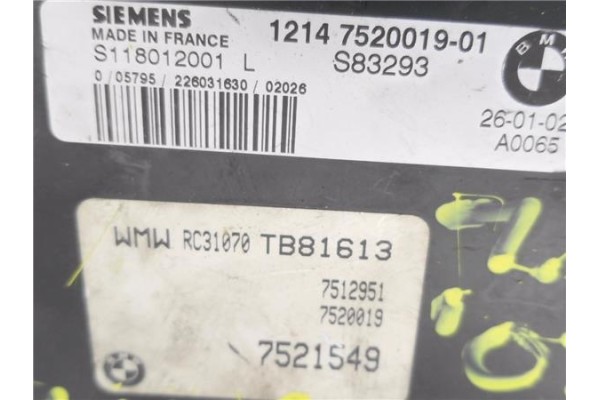 SIEMENS 1214 7520019-01
MADE IN FRANCE
S118012001 L S83293
0/05795/226031630/02026
BMW
26-01-02
A0065
WMW RC31070 TB81613
7512951
7520019
7521549